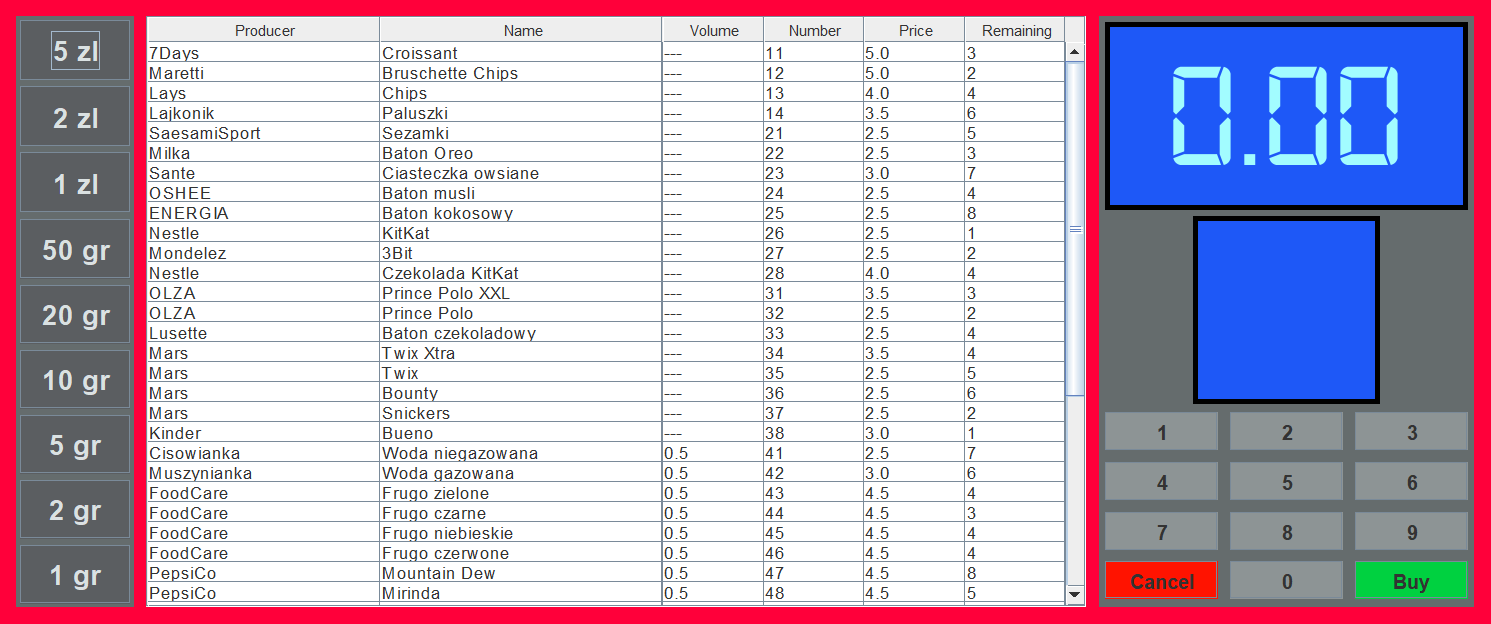 5 zl
2 zl
1 zl
50 gr
20 gr
10 gr
5 gr
2 gr
1 gr
Producer Name Volume Number Price Remaining
7Days Croissant --- 11 5.0 3
Maretti Bruschette Chips --- 12 5.0 2
Lays Chips --- 13 4.0 4
Lajkonik Paluszki --- 14 3.5 6
SaesamiSport Sezamki --- 21 2.5 5
Milka Baton Oreo --- 22 2.5 3
Sante Ciasteczka owsiane --- 23 3.0 7
OSHEE Baton musli --- 24 2.5 4
ENERGIA Baton kokosowy --- 25 2.5 8
Nestle KitKat --- 26 2.5 1
Mondelez 3Bit --- 27 2.5 2
Nestle Czekolada KitKat --- 28 4.0 4
OLZA Prince Polo XXL --- 31 3.5 3
OLZA Prince Polo --- 32 2.5 2
Lusette Baton czekoladowy --- 33 2.5 4
Mars Twix Xtra --- 34 3.5 4
Mars Twix --- 35 2.5 5
Mars Bounty --- 36 2.5 6
Mars Snickers --- 37 2.5 2
Kinder Bueno --- 38 3.0 1
Cisowianka Woda niegazowana 0.5 41 2.5 7
Muszynianka Woda gazowana 0.5 42 3.0 6
FoodCare Frugo zielone 0.5 43 4.5 4
FoodCare Frugo czarne 0.5 44 4.5 3
FoodCare Frugo niebieskie 0.5 45 4.5 4
FoodCare Frugo czerwone 0.5 46 4.5 4
PepsiCo Mountain Dew 0.5 47 4.5 8
PepsiCo Mirinda 0.5 48 4.5 5
0.00
1 2 3
4 5 6
7 8 9
Cancel 0 Buy